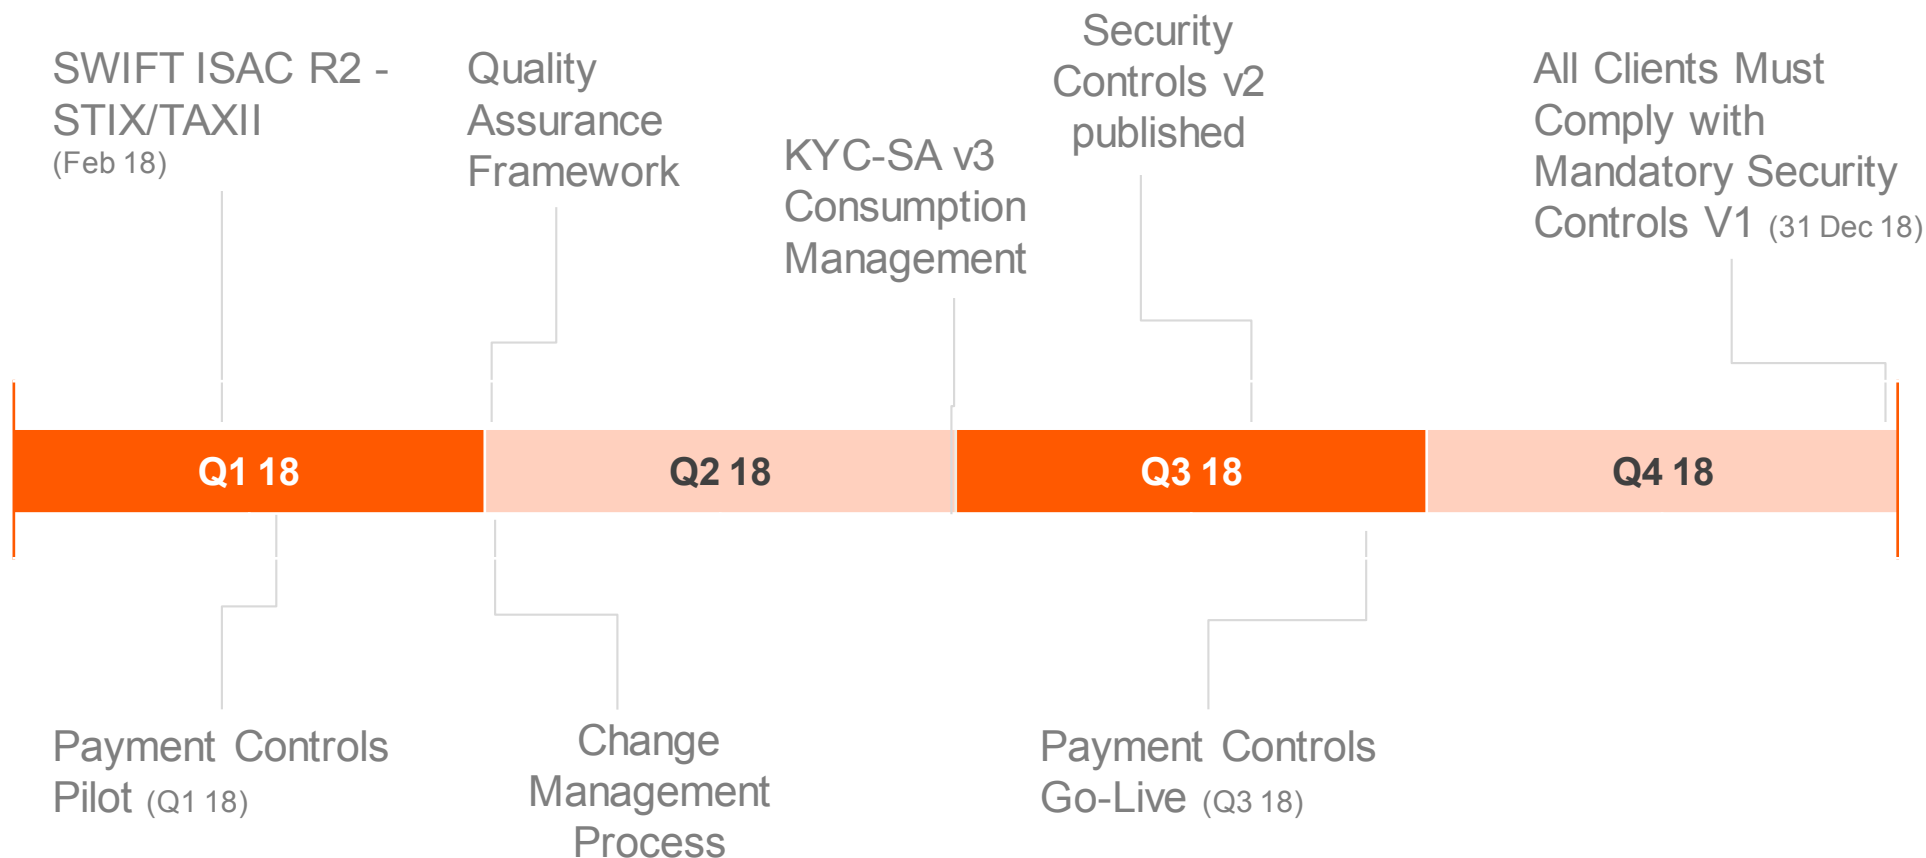 SWIFT ISAC R2 -
STIX/TAXII
(Feb 18)
Quality
Assurance
Framework
KYC-SA v3
Consumption
Management
Security
Controls v2
published
All Clients Must
Comply with
Mandatory Security
Controls V1 (31 Dec 18)
Q1 18
Q2 18
Q3 18
Q4 18
Payment Controls
Pilot (Q1 18)
Change
Management
Process
Payment Controls
Go-Live (Q3 18)